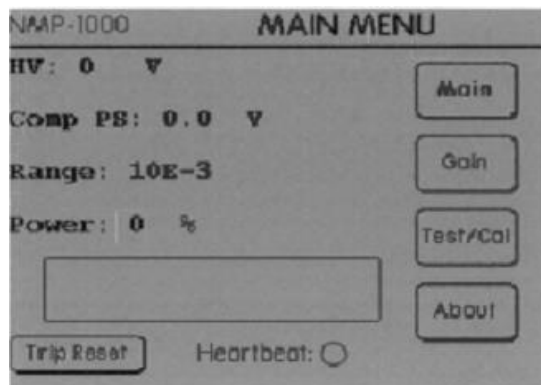 NMP-1000 MAIN MENU
HV: 0 V
Main
Comp PS: 0.0 V
Gain
Range: 10E-3
Power: 0 %
Test/Cal
About
Trip Reset
Heartbeat: